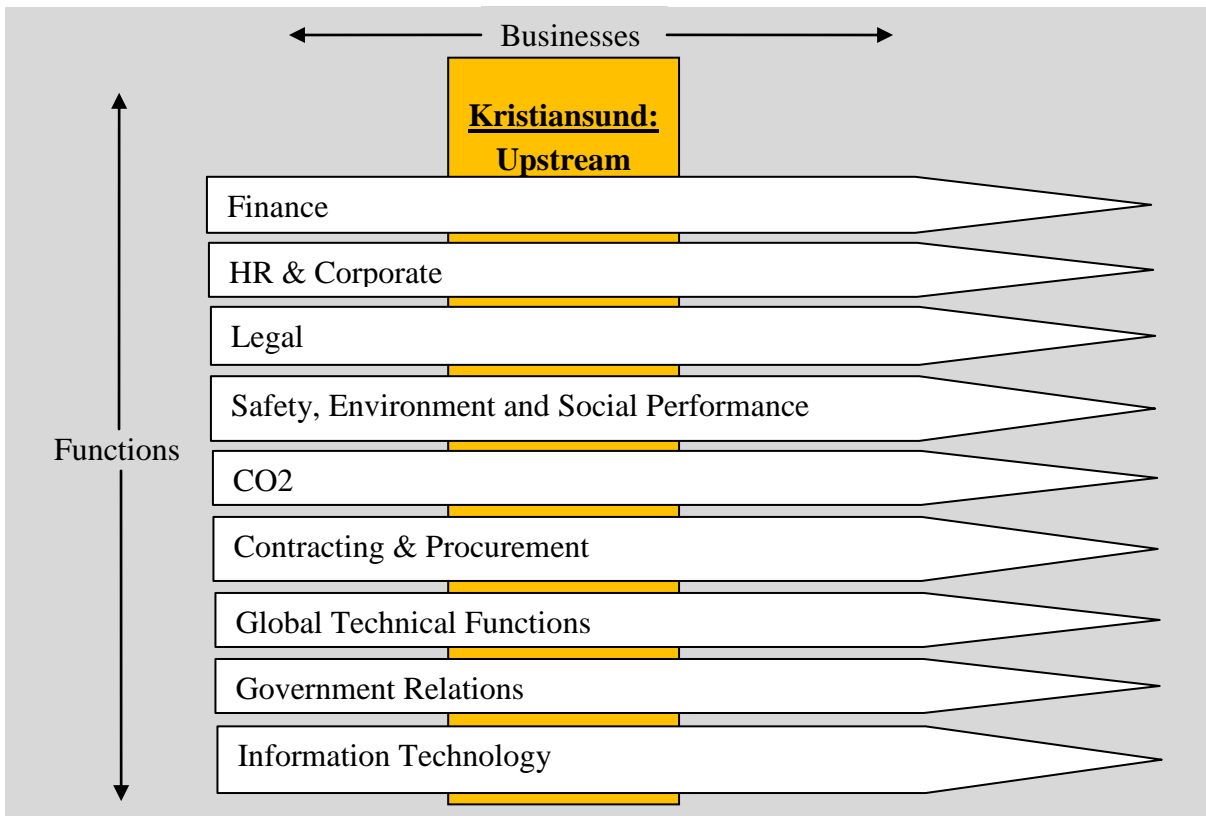 Businesses
Kristiansund:
Upstream
Finance
HR & Corporate
Legal
Safety, Environment and Social Performance
Functions
CO2
Contracting & Procurement
Global Technical Functions
Government Relations
Information Technology